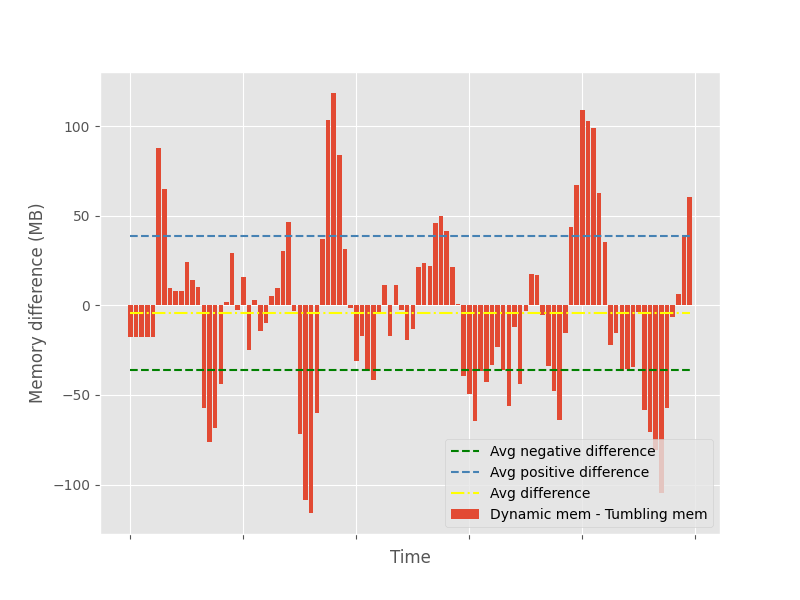 100
50
0
−50
−100
Memory difference (MB)
Avg negative difference
Avg positive difference
Avg difference
Dynamic mem - Tumbling mem
Time